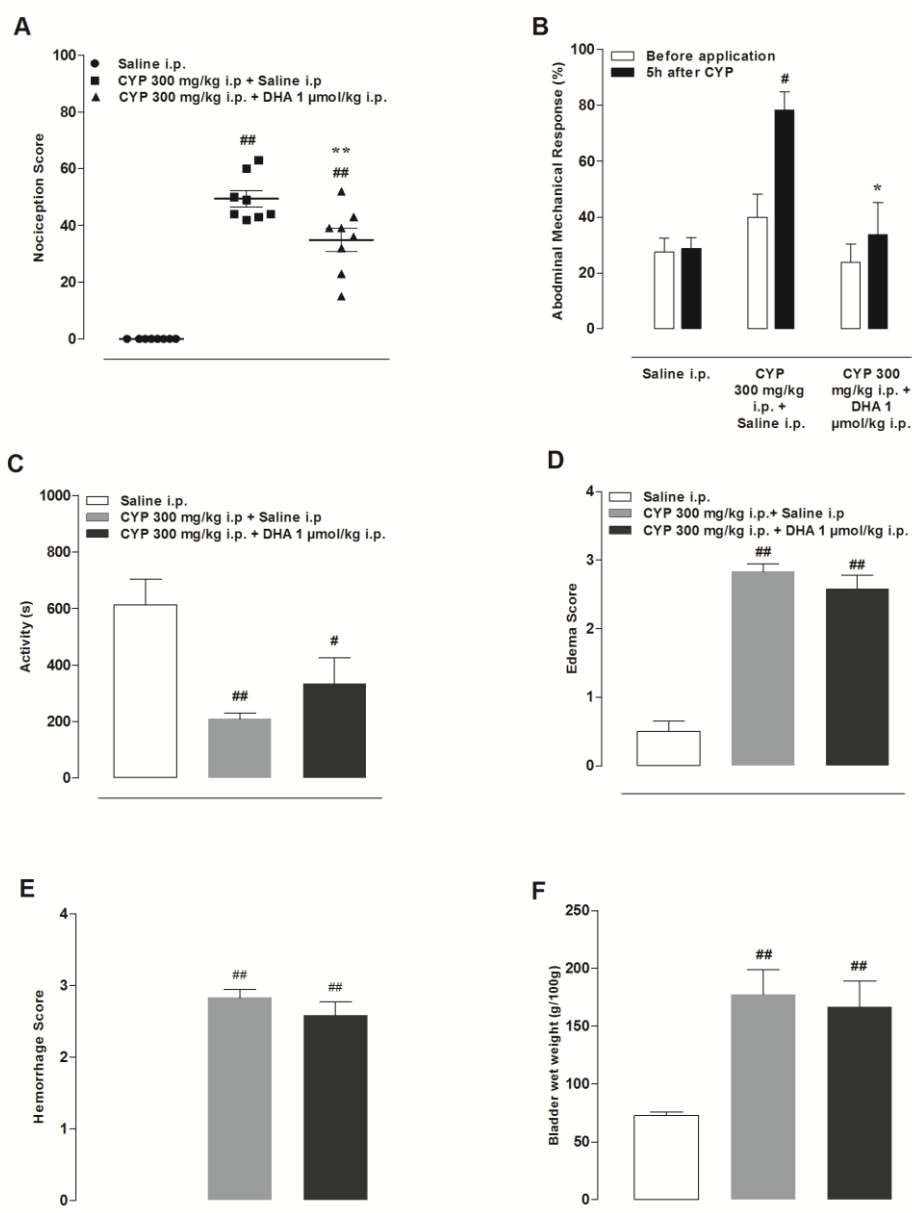 A
100
80
60
40
20
0
Nociception Score
Saline i.p.
CYP 300 mg/kg i.p + Saline i.p
CYP 300 mg/kg i.p. + DHA 1 µmol/kg i.p.
##
**
##
B
100
80
60
40
20
0
Abodminal Mechanical Response (%)
Before application
5h after CYP
#
*
Saline i.p.
CYP
300 mg/kg
i.p. +
Saline i.p.
CYP 300
mg/kg i.p. +
DHA 1
µmol/kg i.p.
C
1000
800
600
400
200
0
Activity (s)
Saline i.p.
CYP 300 mg/kg i.p + Saline i.p
CYP 300 mg/kg i.p. + DHA 1 µmol/kg i.p.
##
#
D
4
3
2
1
0
Edema Score
Saline i.p.
CYP 300 mg/kg i.p.+ Saline i.p
CYP 300 mg/kg i.p. + DHA 1 µmol/kg i.p.
##
##
E
4
3
2
1
0
Hemorrhage Score
##
##
F
250
200
150
100
50
0
Bladder wet weight (g/100g)
##
##